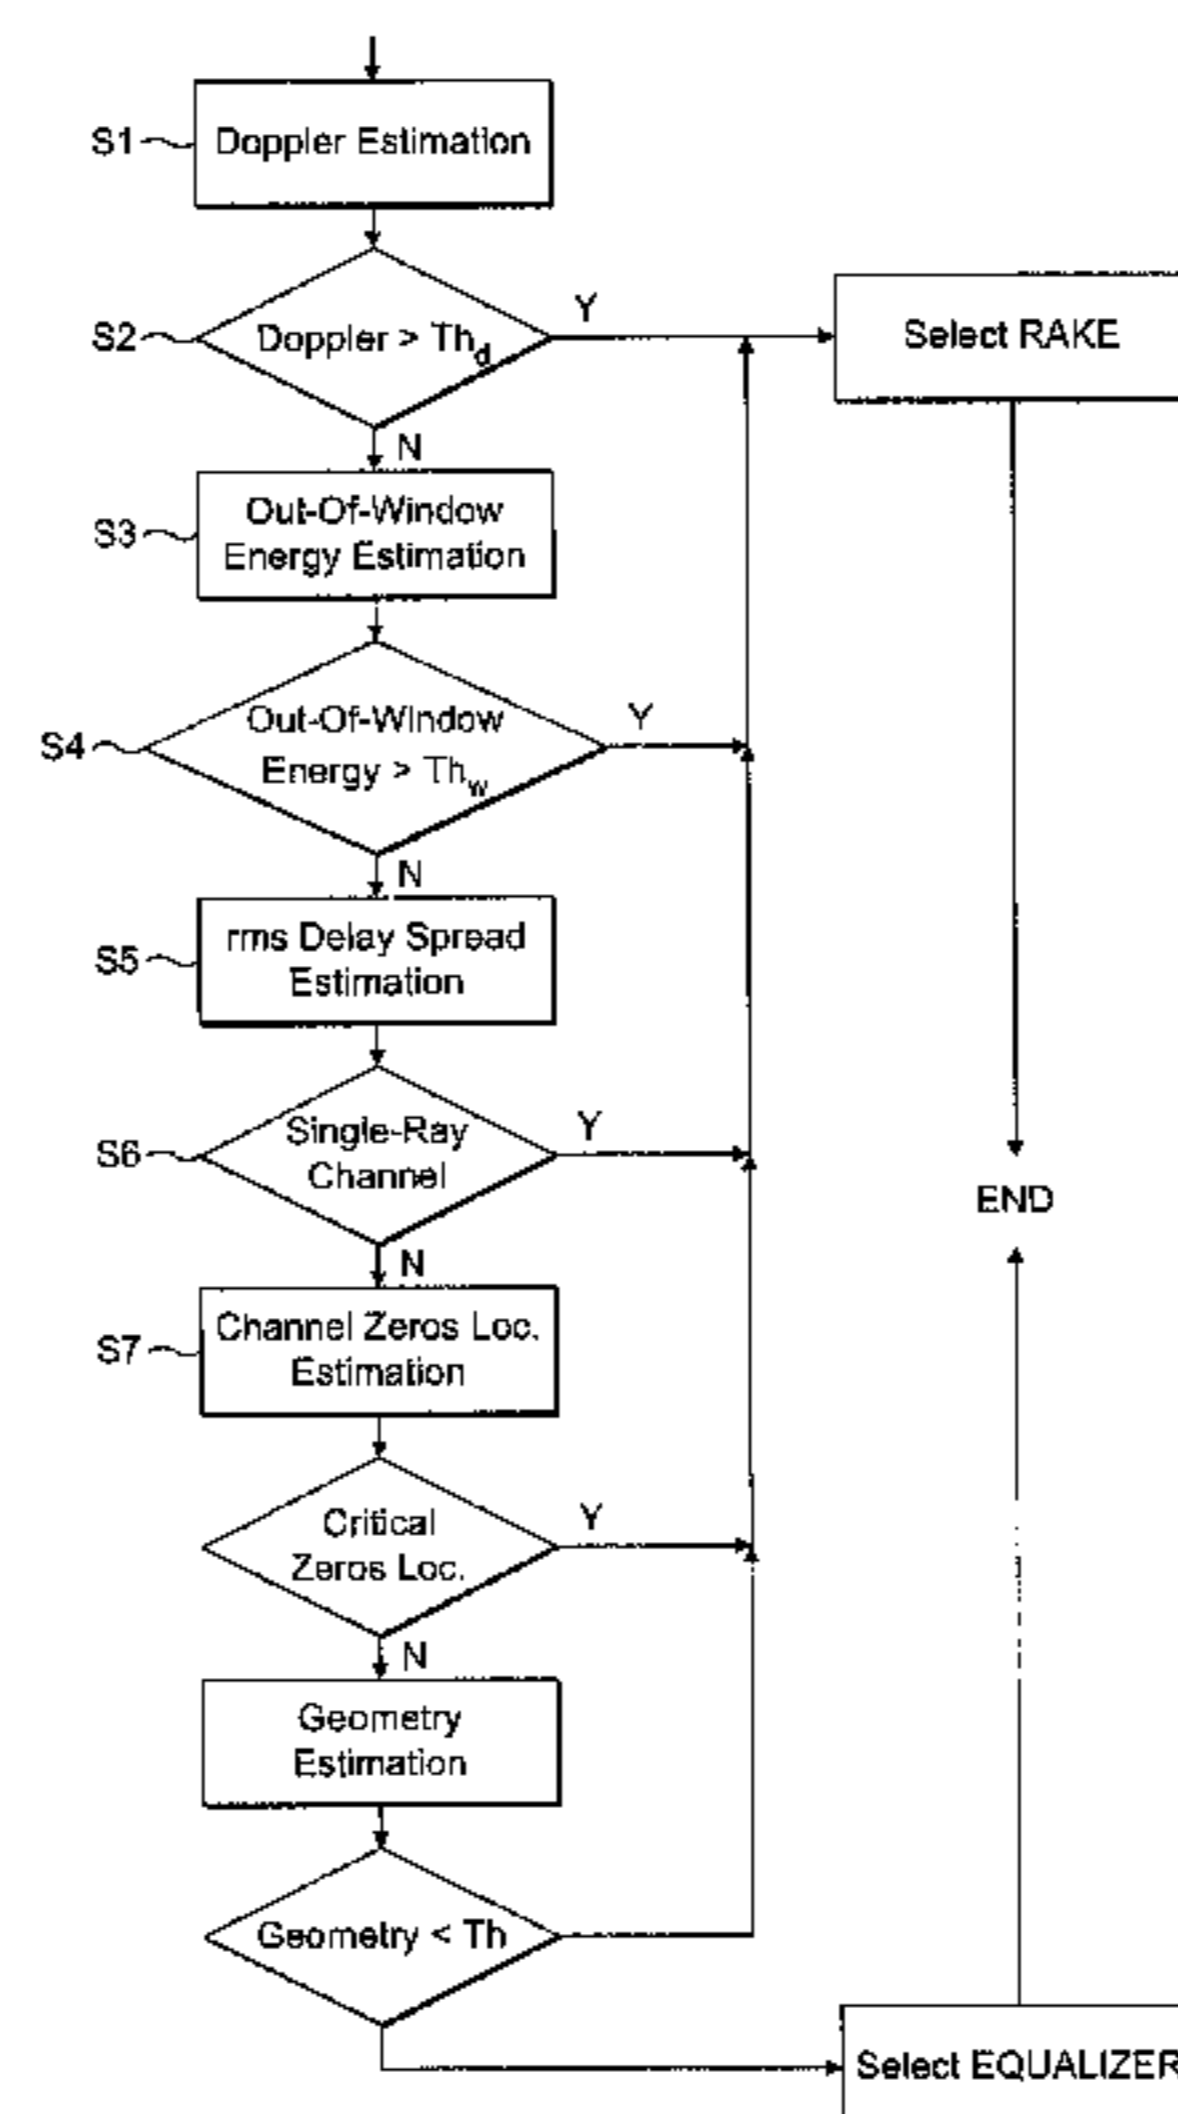 S1
Doppler Estimation
S2
Doppler > Thd
Y
Select RAKE
N
S3
Out-Of-Window
Energy Estimation
S4
Out-Of-Window
Energy > Thw
Y
N
S5
rms Delay Spread
Estimation
S6
Single-Ray
Channel
Y
END
N
S7
Channel Zeros Loc.
Estimation
Critical
Zeros Loc.
Y
N
Geometry
Estimation
Geometry < Th
Select EQUALIZER